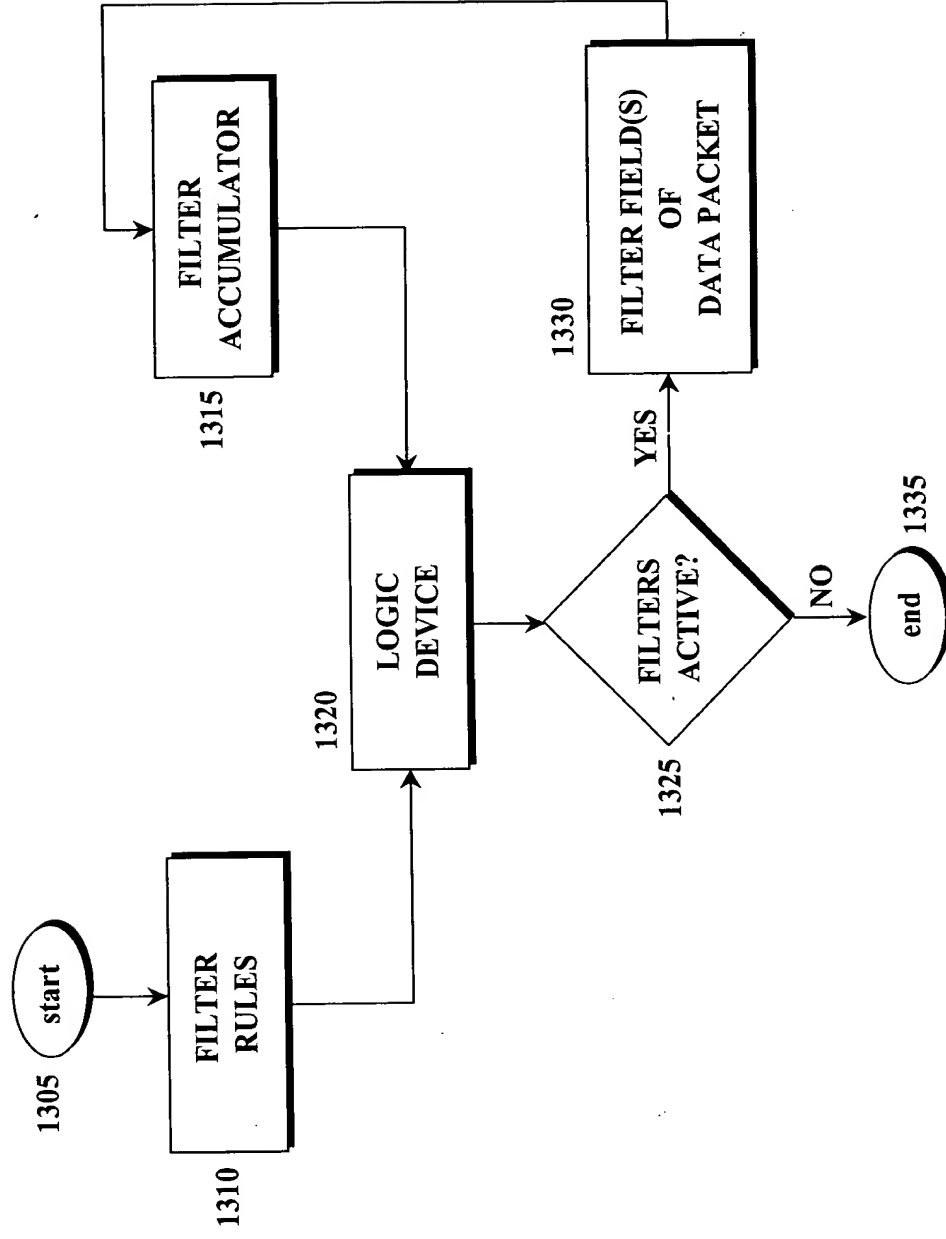 1305
start
1310
FILTER
RULES
1315
FILTER
ACCUMULATOR
1320
LOGIC
DEVICE
1325
FILTERS
ACTIVE?
YES
1330
FILTER FIELD(S)
OF
DATA PACKET
NO
end
1335